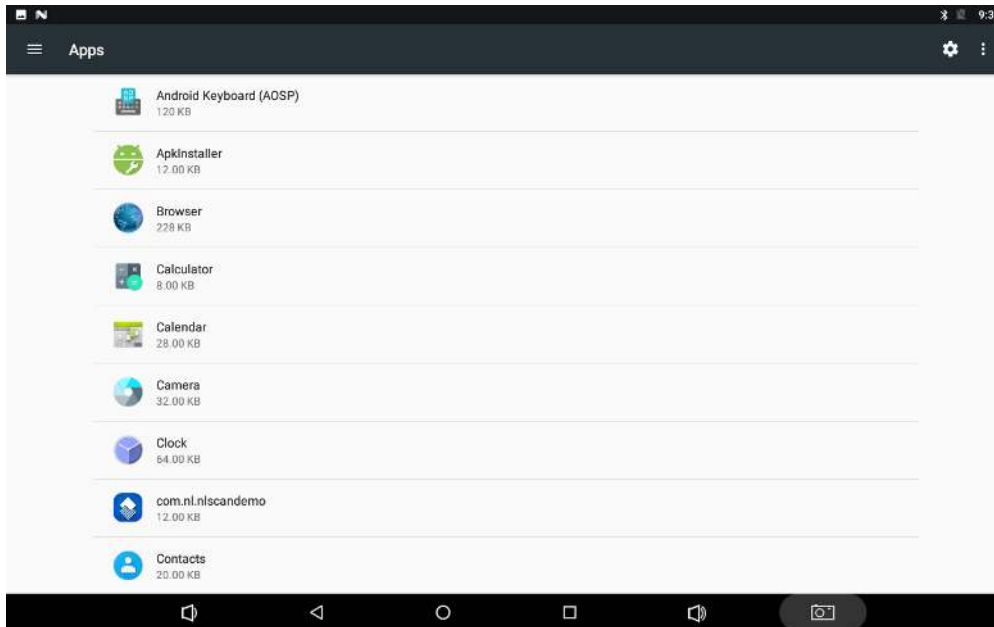 9:3
Apps
Android Keyboard (AOSP)
120 KB
ApkInstaller
12.00 KB
Browser
228 KB
Calculator
8.00 KB
Calendar
28.00 KB
Camera
32.00 KB
Clock
64.00 KB
com.nl.nlscandemo
12.00 KB
Contacts
20.00 KB